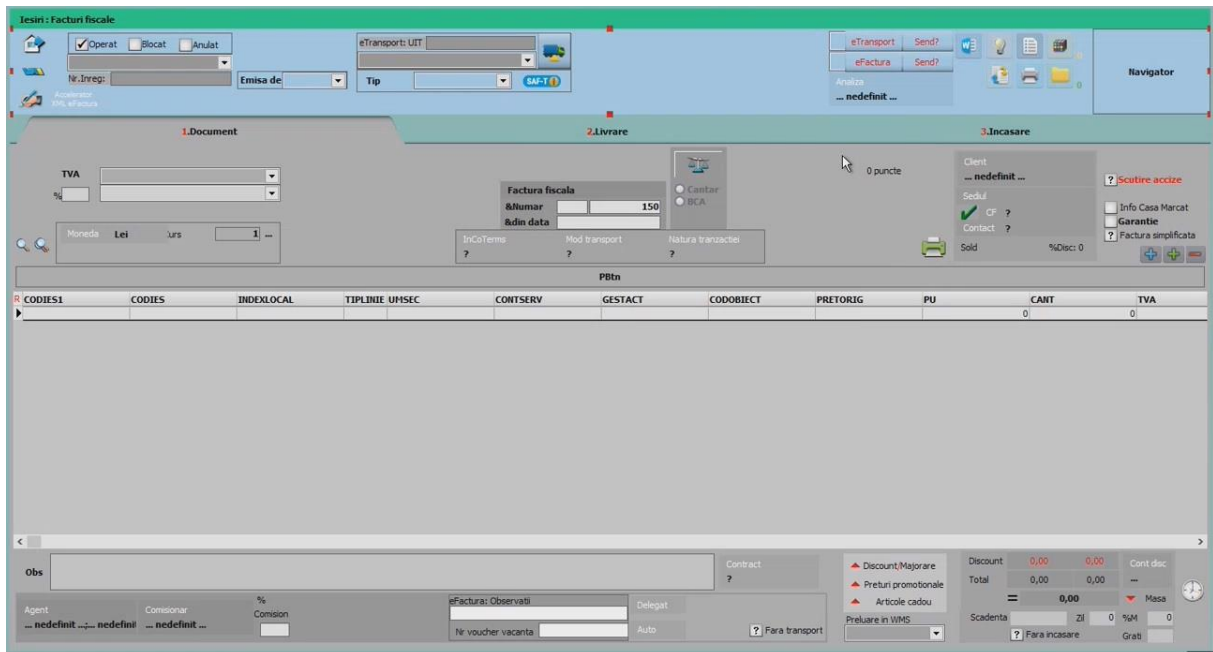 Iesiri : Facturi fiscale
Operat Blocat Anulat
eTransport: UIT
eTransport Send?
eFactura Send?
Nr.Inreg:
Emisa de
Tip
SAF-T
Analiza
... nedefinit ...
Navigator
Accelerator
XML eFactura
0
1.Document
2.Livrare
3.Incasare
TVA
%
Factura fiscala
&Numar 150
&din data
Cantar
BCA
0 puncte
Client
... nedefinit ...
Sediul
CF ?
Contact ?
Sold %Disc: 0
? Scutire accize
Info Casa Marcat
Garantie
? Factura simplificata
Moneda Lei :urs 1 ...
InCoTerms Mod transport Natura tranzactiei
? ? ?
PBtn
R CODIES1 CODIES INDEXLOCAL TIPLINIE UMSEC CONTSERV GESTACT CODOBIECT PRETORIG PU CANT TVA
0 0
Obs
Contract
?
Discount/Majorare
Preturi promotionale
Articole cadou
Preluare in WMS
Discount 0,00 0,00 Cont disc
Total 0,00 0,00 ...
= 0,00 Masa
Scadenta Zil 0 %M 0
? Fara incasare Grati
Agent
... nedefinit ...;... nedefinit
Comisionar
... nedefinit ...
%
Comision
eFactura: Observatii
Nr voucher vacanta
Delegat
Auto
? Fara transport